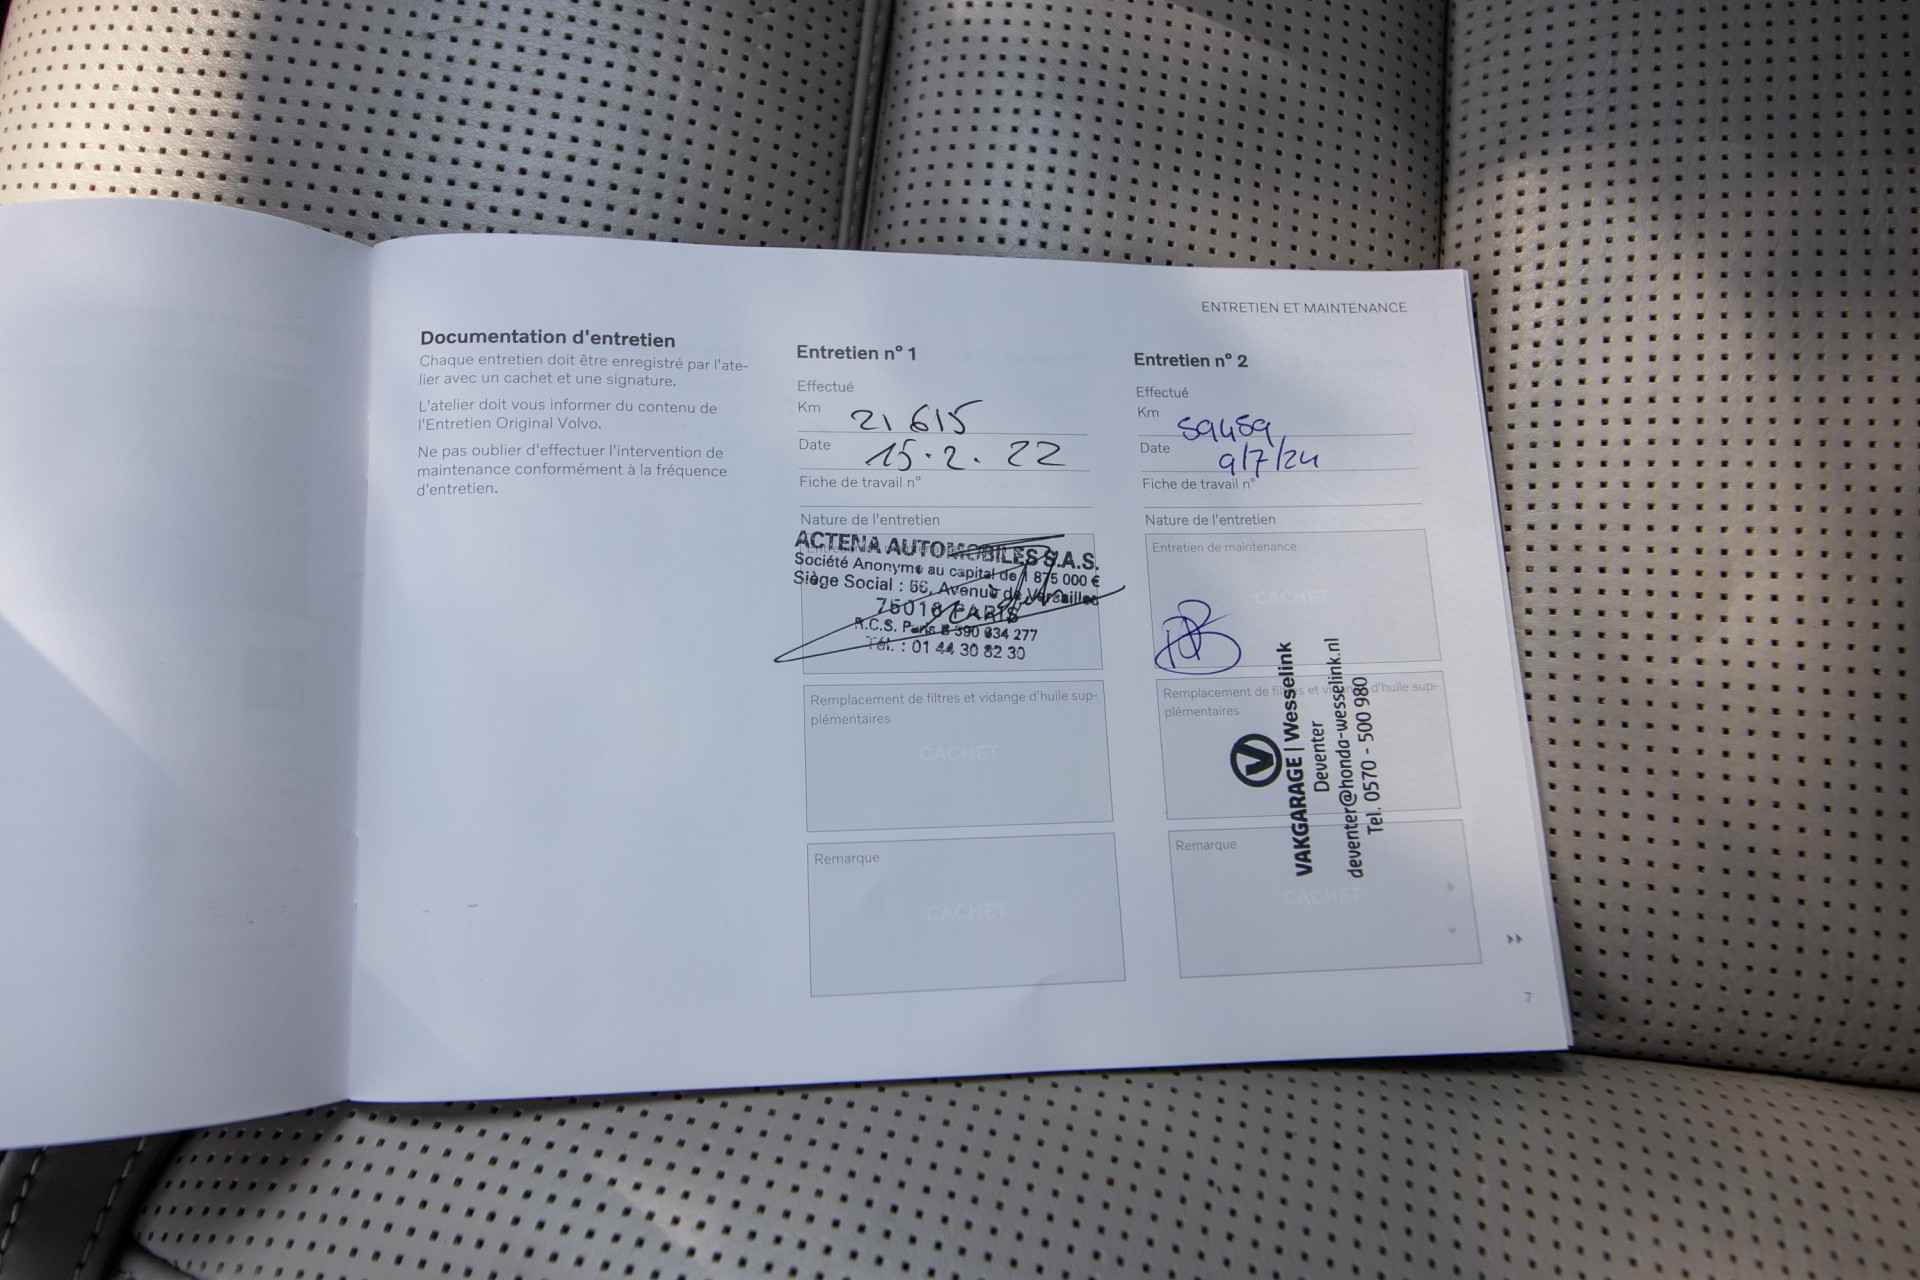 ENTRETIEN ET MAINTENANCE
Documentation d'entretien
Chaque entretien doit être enregistré par l'ate-
lier avec un cachet et une signature.
L'atelier doit vous informer du contenu de
l'Entretien Original Volvo.
Ne pas oublier d'effectuer l'intervention de
maintenance conformément à la fréquence
d'entretien.
Entretien n° 1
Effectué
Km 21 615
Date 15.2.22
Fiche de travail n°
Nature de l'entretien
ACTENA AUTOMOBILES S.A.S.
Société Anonyme au capital de 1 875 000 €
Siège Social : 56, Avenue de Versailles
75016 PARIS
R.C.S. Paris B 390 634 277
Tél. : 01 44 30 82 30
Remplacement de filtres et vidange d'huile sup-
plémentaires
CACHET
Remarque
CACHET
Entretien n° 2
Effectué
Km 59459
Date 9/7/24
Fiche de travail n°
Nature de l'entretien
Entretien de maintenance
CACHET
Remplacement de filtres et vidange d'huile sup-
plémentaires
V
VAKGARAGE | Wesselink
Deventer
deventer@honda-wesselink.nl
Tel. 0570 - 500 980
Remarque
CACHET
7